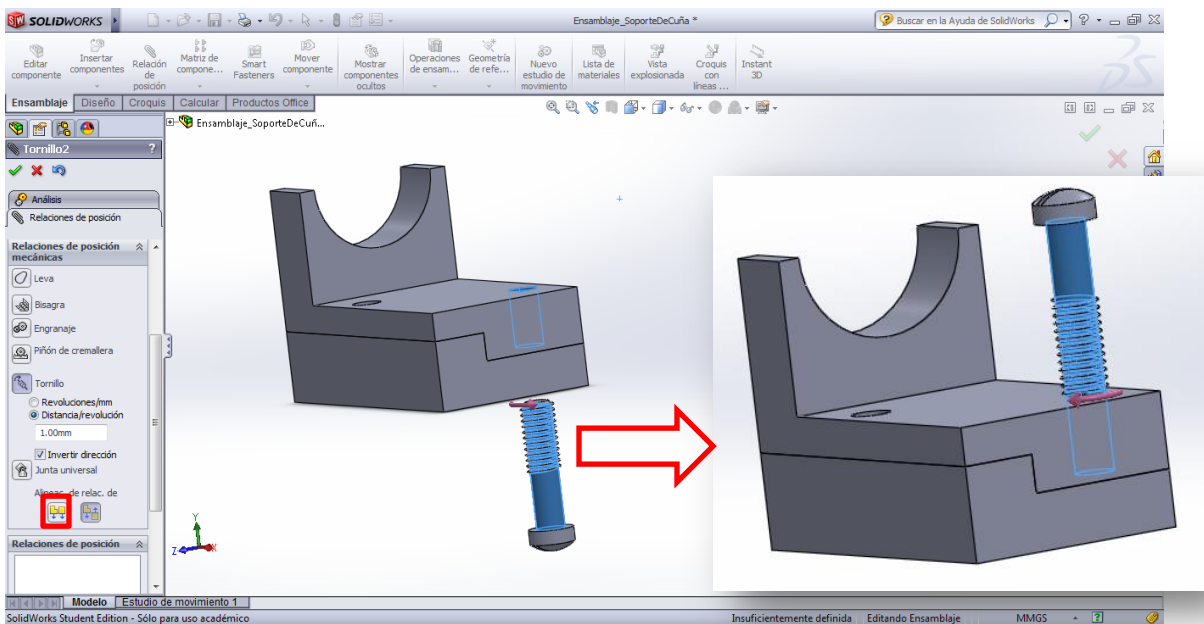 SW SOLIDWORKS
Ensamblaje_SoporteDeCuña *
Buscar en la Ayuda de SolidWorks
Editar componente
Insertar componentes
Relación de posición
Matriz de compone...
Smart Fasteners
Mover componente
Mostrar componentes ocultos
Operaciones de ensam...
Geometría de refe...
Nuevo estudio de movimiento
Lista de materiales
Vista explosionada
Croquis con líneas ...
Instant 3D
Ensamblaje Diseño Croquis Calcular Productos Office
Ensamblaje_SoporteDeCuñ...
Tornillo2 ?
Análisis
Relaciones de posición
Relaciones de posición
mecánicas
Leva
Bisagra
Engranaje
Piñón de cremallera
Tornillo
Revoluciones/mm
Distancia/revolución
1.00mm
Invertir dirección
Junta universal
Alineac. de relac. de
Relaciones de posición
Y
Z X
Modelo Estudio de movimiento 1
SolidWorks Student Edition - Sólo para uso académico
Insuficientemente definida Editando Ensamblaje MMGS